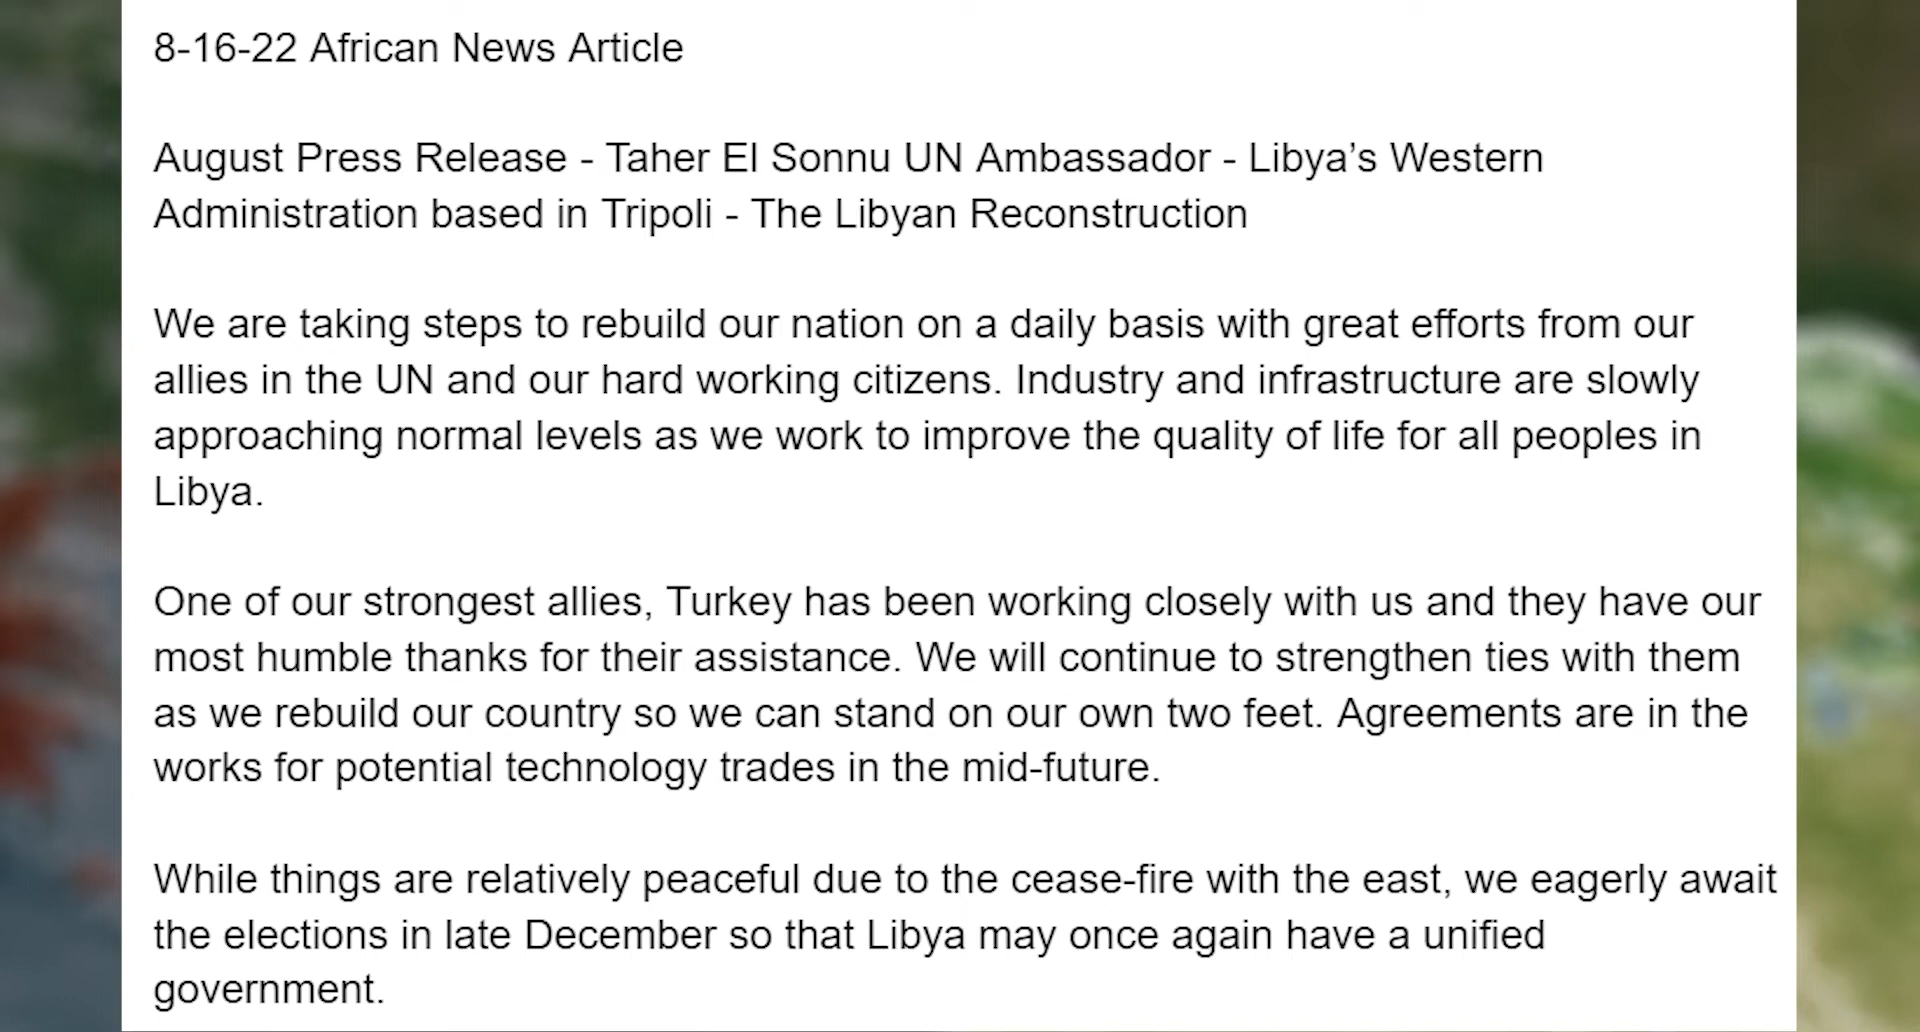 8-16-22 African News Article
August Press Release - Taher El Sonnu UN Ambassador - Libya’s Western
Administration based in Tripoli - The Libyan Reconstruction
We are taking steps to rebuild our nation on a daily basis with great efforts from our
allies in the UN and our hard working citizens. Industry and infrastructure are slowly
approaching normal levels as we work to improve the quality of life for all peoples in
Libya.
One of our strongest allies, Turkey has been working closely with us and they have our
most humble thanks for their assistance. We will continue to strengthen ties with them
as we rebuild our country so we can stand on our own two feet. Agreements are in the
works for potential technology trades in the mid-future.
While things are relatively peaceful due to the cease-fire with the east, we eagerly await
the elections in late December so that Libya may once again have a unified
government.